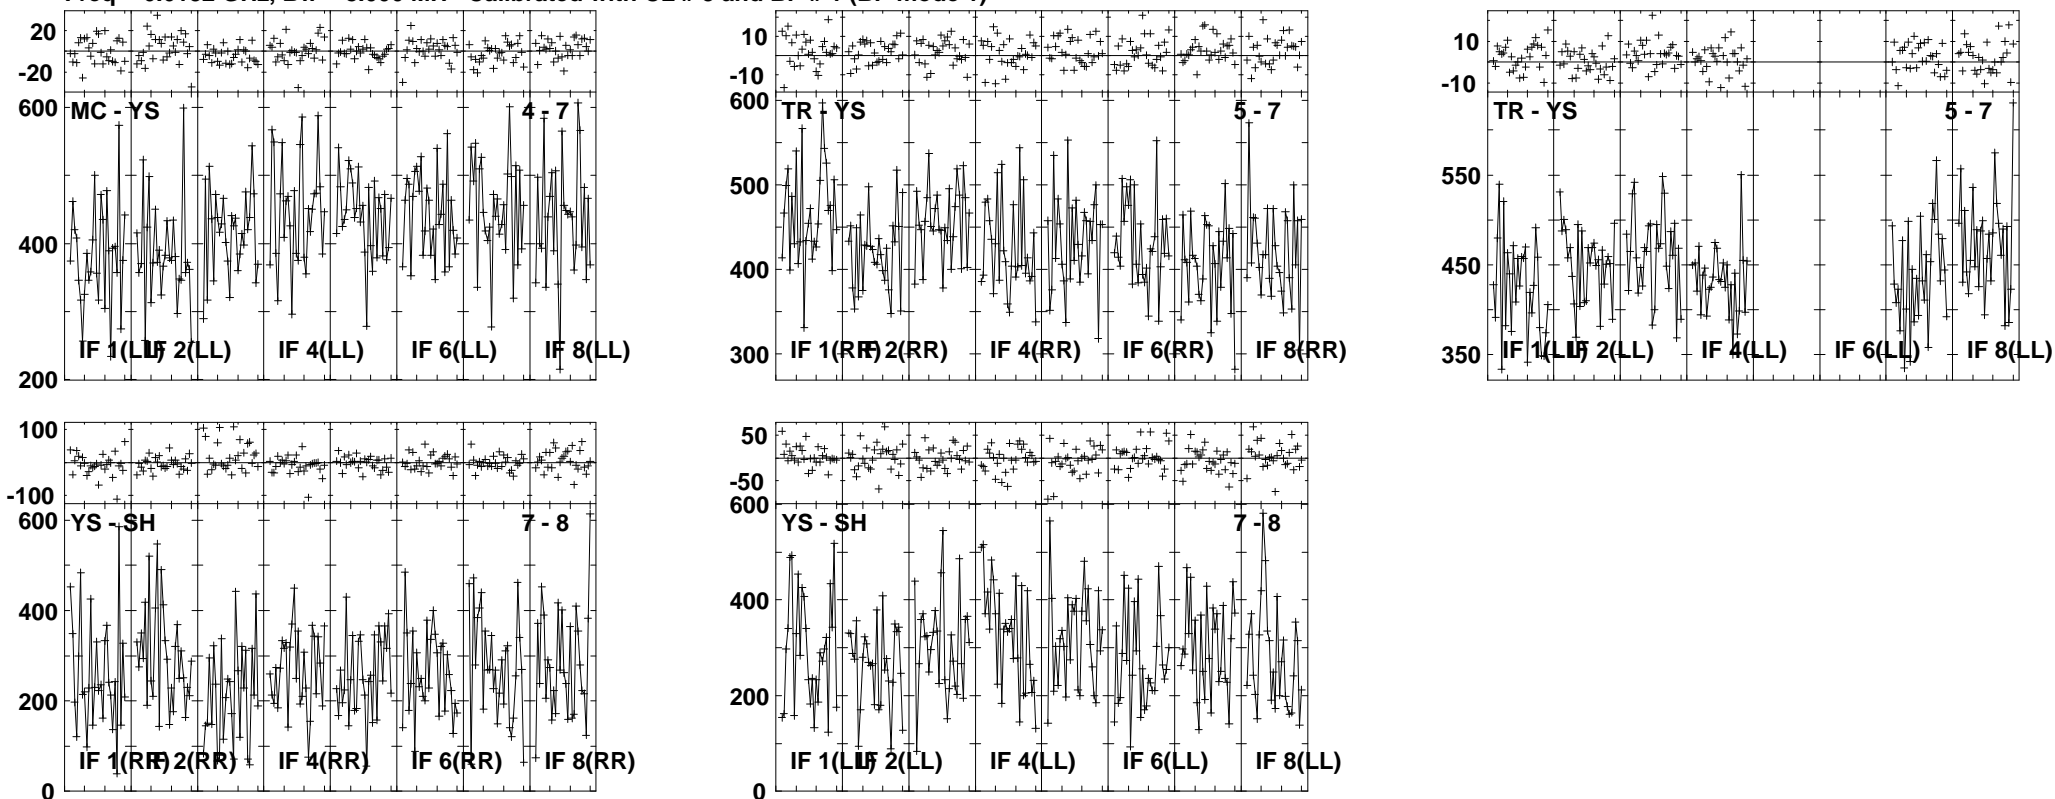 20
-20
600
MC - YS
4 - 7
400
IF 1(LL)
IF 2(LL)
IF 4(LL)
IF 6(LL)
IF 8(LL)
200
10
-10
600
TR - YS
5 - 7
500
400
300
IF 1(RR)
IF 2(RR)
IF 4(RR)
IF 6(RR)
IF 8(RR)
10
-10
TR - YS
5 - 7
550
450
350
IF 1(LL)
IF 2(LL)
IF 4(LL)
IF 6(LL)
IF 8(LL)
100
-100
600
YS - SH
7 - 8
400
200
IF 1(RR)
IF 2(RR)
IF 4(RR)
IF 6(RR)
IF 8(RR)
0
50
-50
600
YS - SH
7 - 8
400
200
IF 1(LL)
IF 2(LL)
IF 4(LL)
IF 6(LL)
IF 8(LL)
0